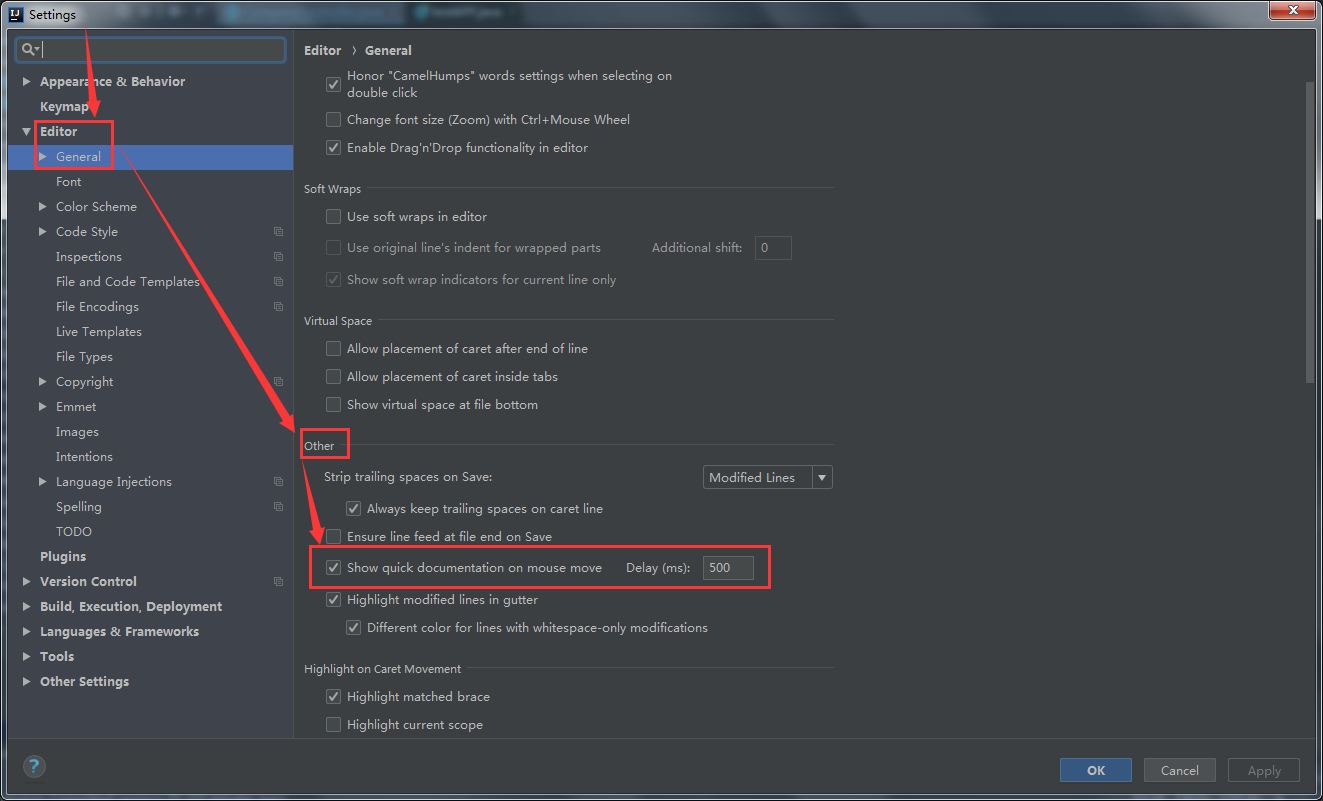 IJ
Settings
Appearance & Behavior
Keymap
Editor
General
Font
Color Scheme
Code Style
Inspections
File and Code Templates
File Encodings
Live Templates
File Types
Copyright
Emmet
Images
Intentions
Language Injections
Spelling
TODO
Plugins
Version Control
Build, Execution, Deployment
Languages & Frameworks
Tools
Other Settings
Editor › General
Honor "CamelHumps" words settings when selecting on
double click
Change font size (Zoom) with Ctrl+Mouse Wheel
Enable Drag'n'Drop functionality in editor
Soft Wraps
Use soft wraps in editor
Use original line's indent for wrapped parts Additional shift: 0
Show soft wrap indicators for current line only
Virtual Space
Allow placement of caret after end of line
Allow placement of caret inside tabs
Show virtual space at file bottom
Other
Strip trailing spaces on Save: Modified Lines
Always keep trailing spaces on caret line
Ensure line feed at file end on Save
Show quick documentation on mouse move Delay (ms): 500
Highlight modified lines in gutter
Different color for lines with whitespace-only modifications
Highlight on Caret Movement
Highlight matched brace
Highlight current scope
? OK Cancel Apply